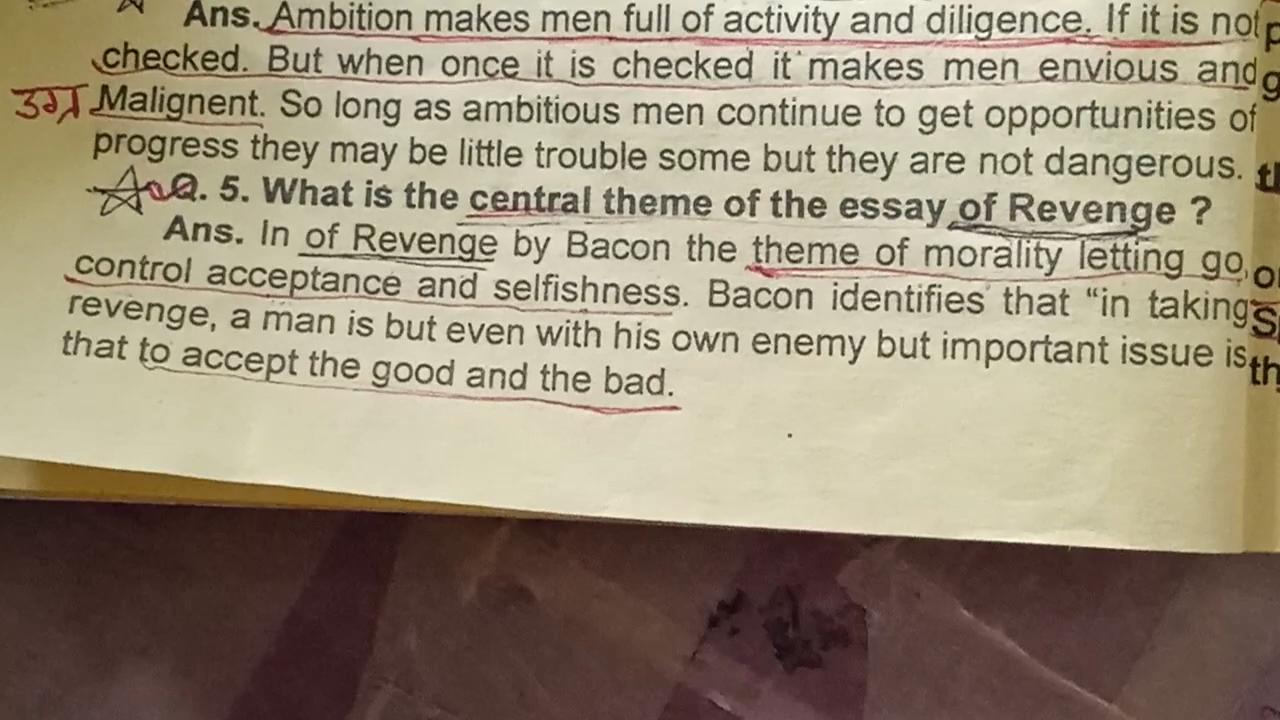 Ans. Ambition makes men full of activity and diligence. If it is not
checked. But when once it is checked it makes men envious and
उग्र Malignent. So long as ambitious men continue to get opportunities of
progress they may be little trouble some but they are not dangerous.
Q. 5. What is the central theme of the essay of Revenge ?
Ans. In of Revenge by Bacon the theme of morality letting go,
control acceptance and selfishness. Bacon identifies that “in taking
revenge, a man is but even with his own enemy but important issue is
that to accept the good and the bad.